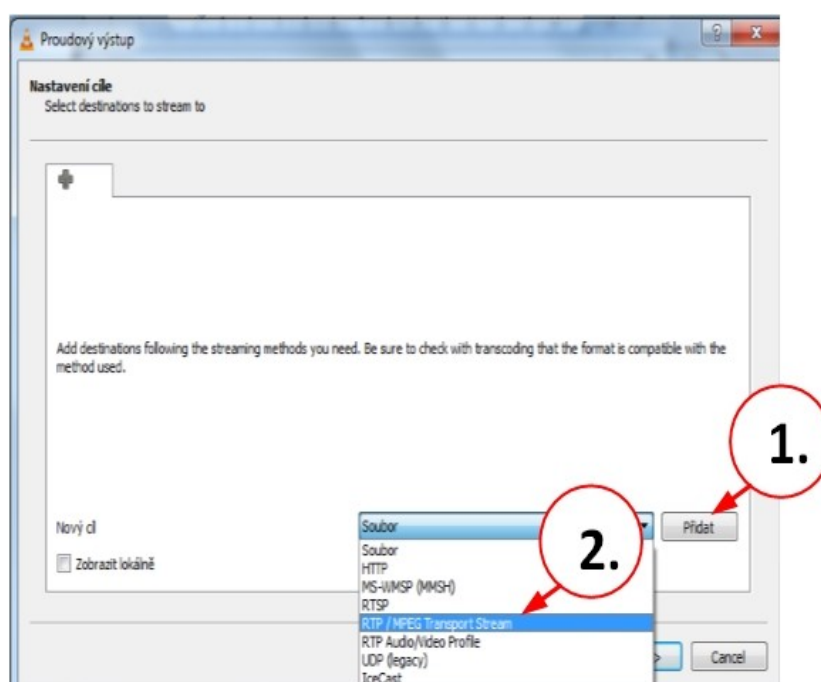 Proudový výstup
Nastavení cíle
Select destinations to stream to
Add destinations following the streaming methods you need. Be sure to check with transcoding that the format is compatible with the
method used.
1.
Nový cíl
Soubor
Přidat
Zobrazit lokálně
2.
Soubor
HTTP
MS-WMSP (MMSH)
RTSP
RTP / MPEG Transport Stream
RTP Audio/Video Profile
UDP (legacy)
IceCast
>
Cancel